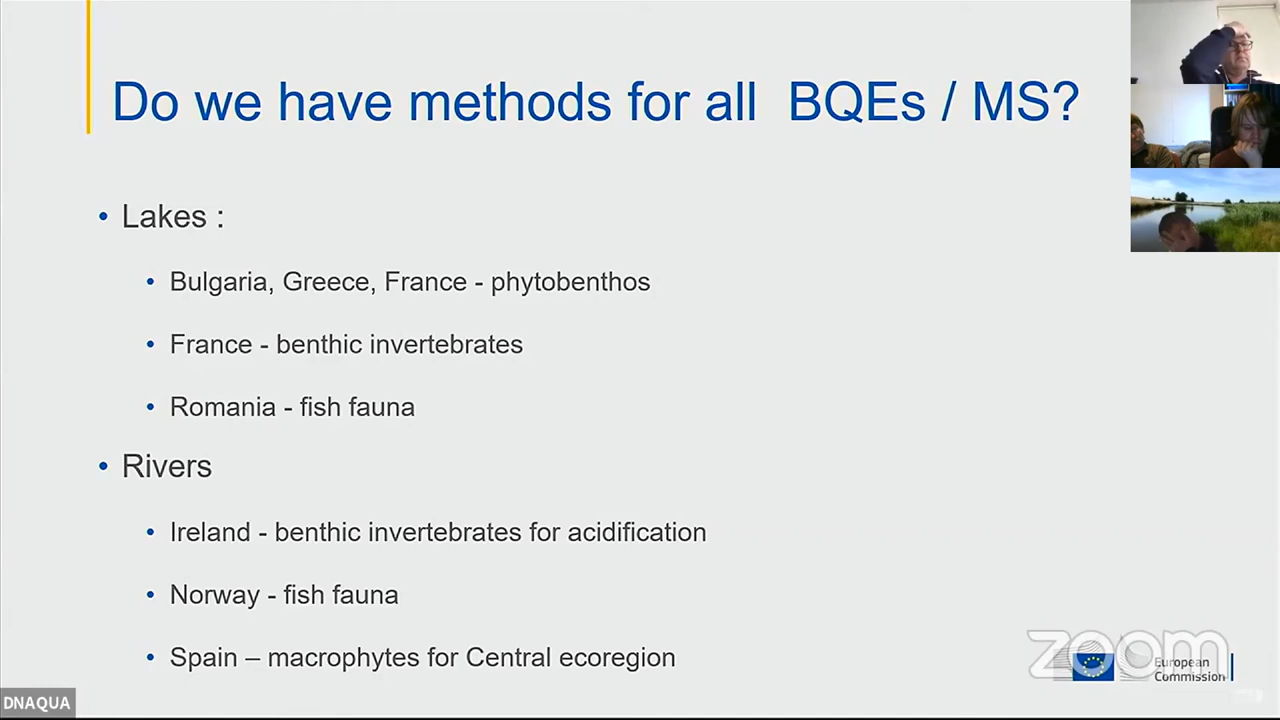 Do we have methods for all BQEs / MS?
• Lakes :
• Bulgaria, Greece, France - phytobenthos
• France - benthic invertebrates
• Romania - fish fauna
• Rivers
• Ireland - benthic invertebrates for acidification
• Norway - fish fauna
• Spain – macrophytes for Central ecoregion
zoom
European
Commission
DNAQUA